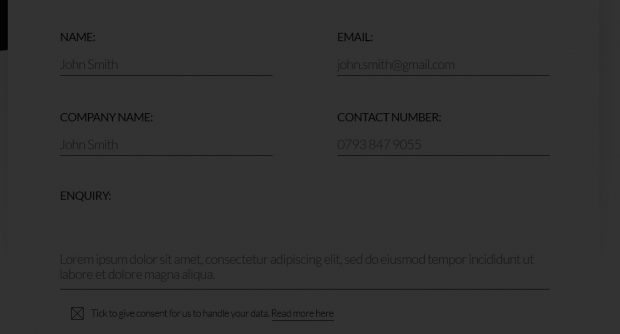 NAME: EMAIL:
John Smith john.smith@gmail.com
COMPANY NAME: CONTACT NUMBER:
John Smith 0793 847 9055
ENQUIRY:
Lorem ipsum dolor sit amet, consectetur adipiscing elit, sed do eiusmod tempor incididunt ut
labore et dolore magna aliqua.
Tick to give consent for us to handle your data. Read more here